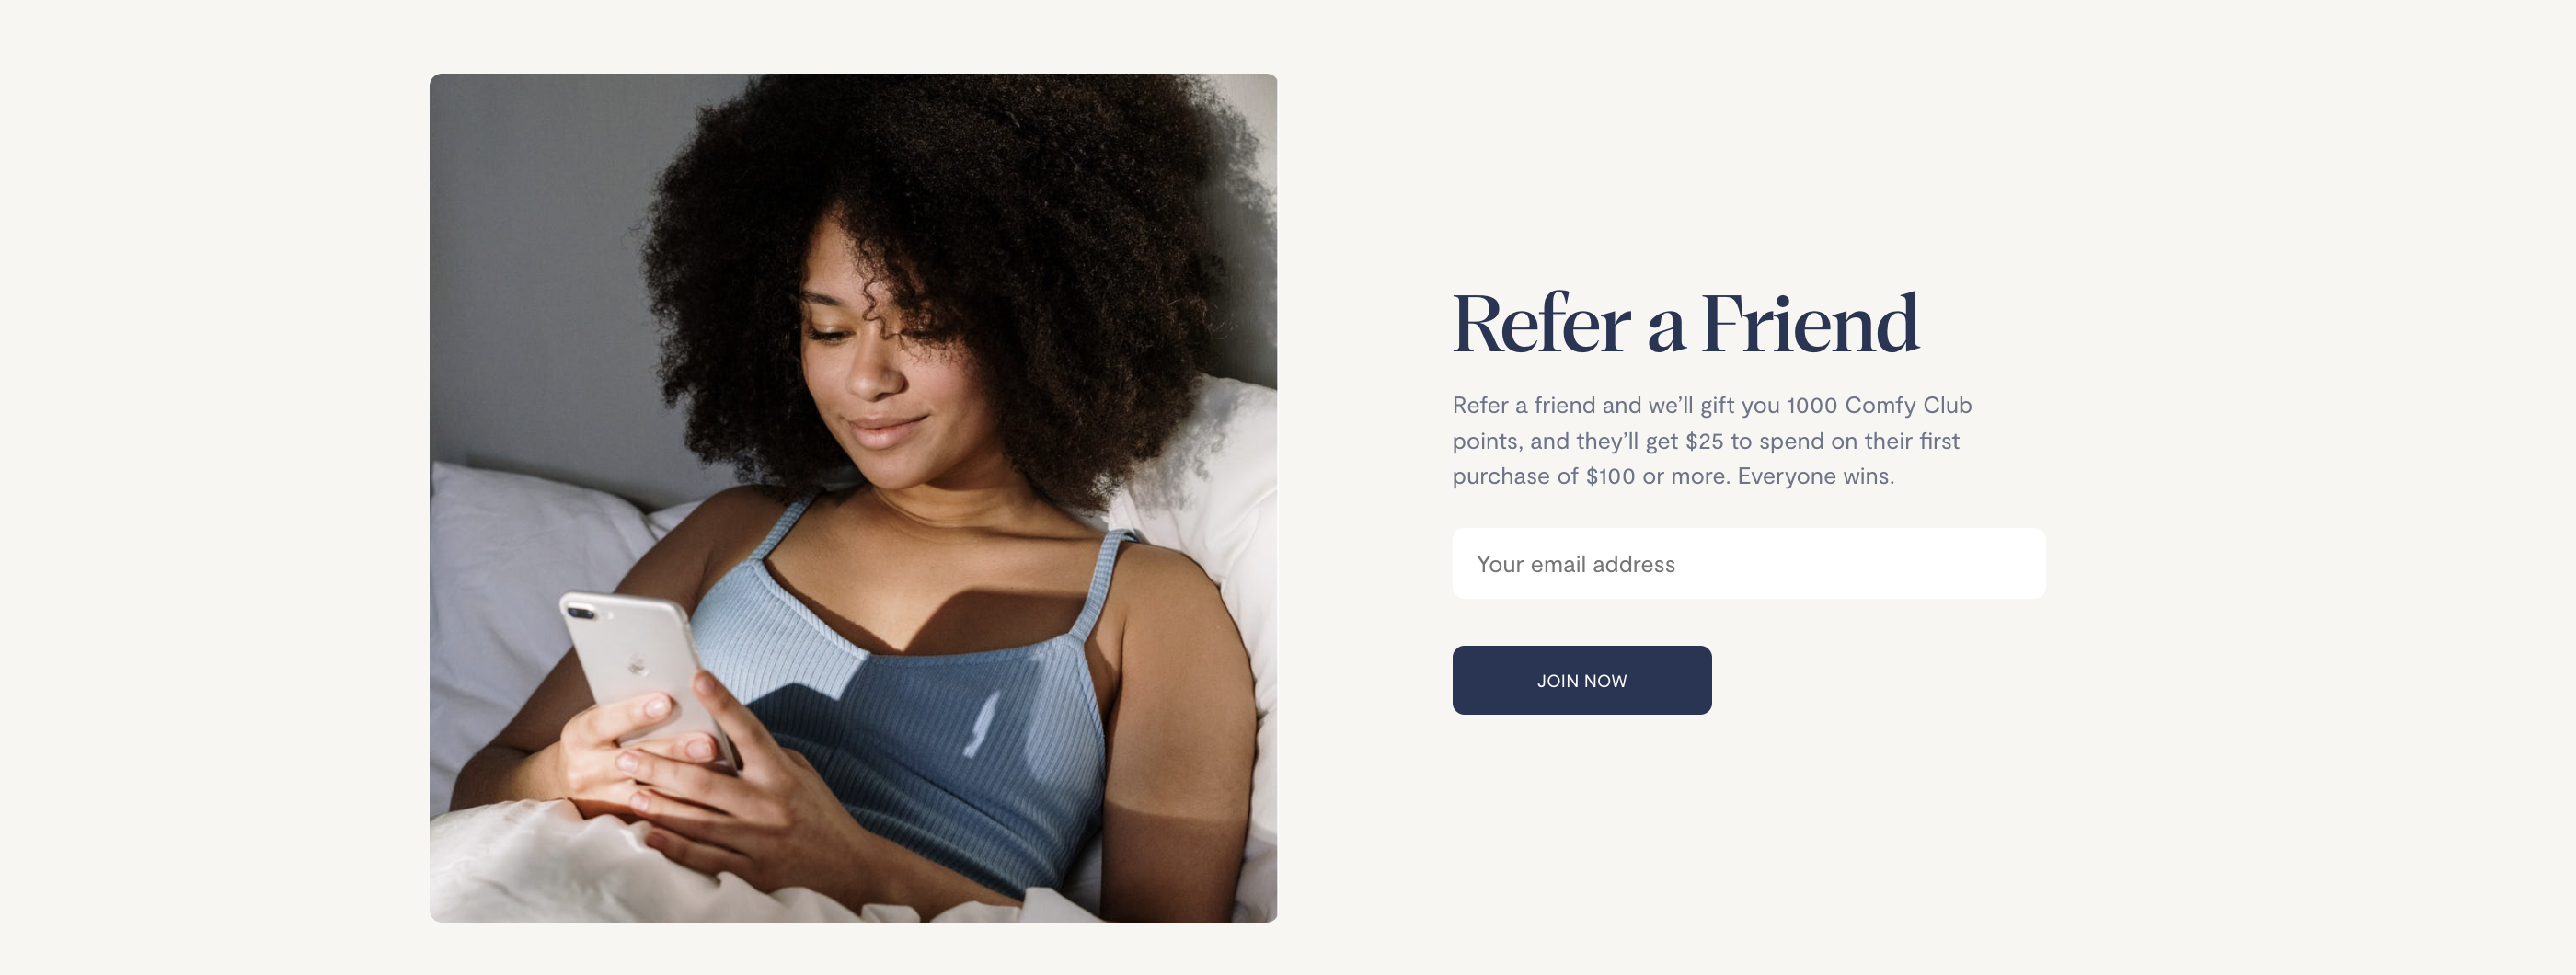 Refer a Friend
Refer a friend and we’ll gift you 1000 Comfy Club
points, and they’ll get $25 to spend on their first
purchase of $100 or more. Everyone wins.
Your email address
JOIN NOW